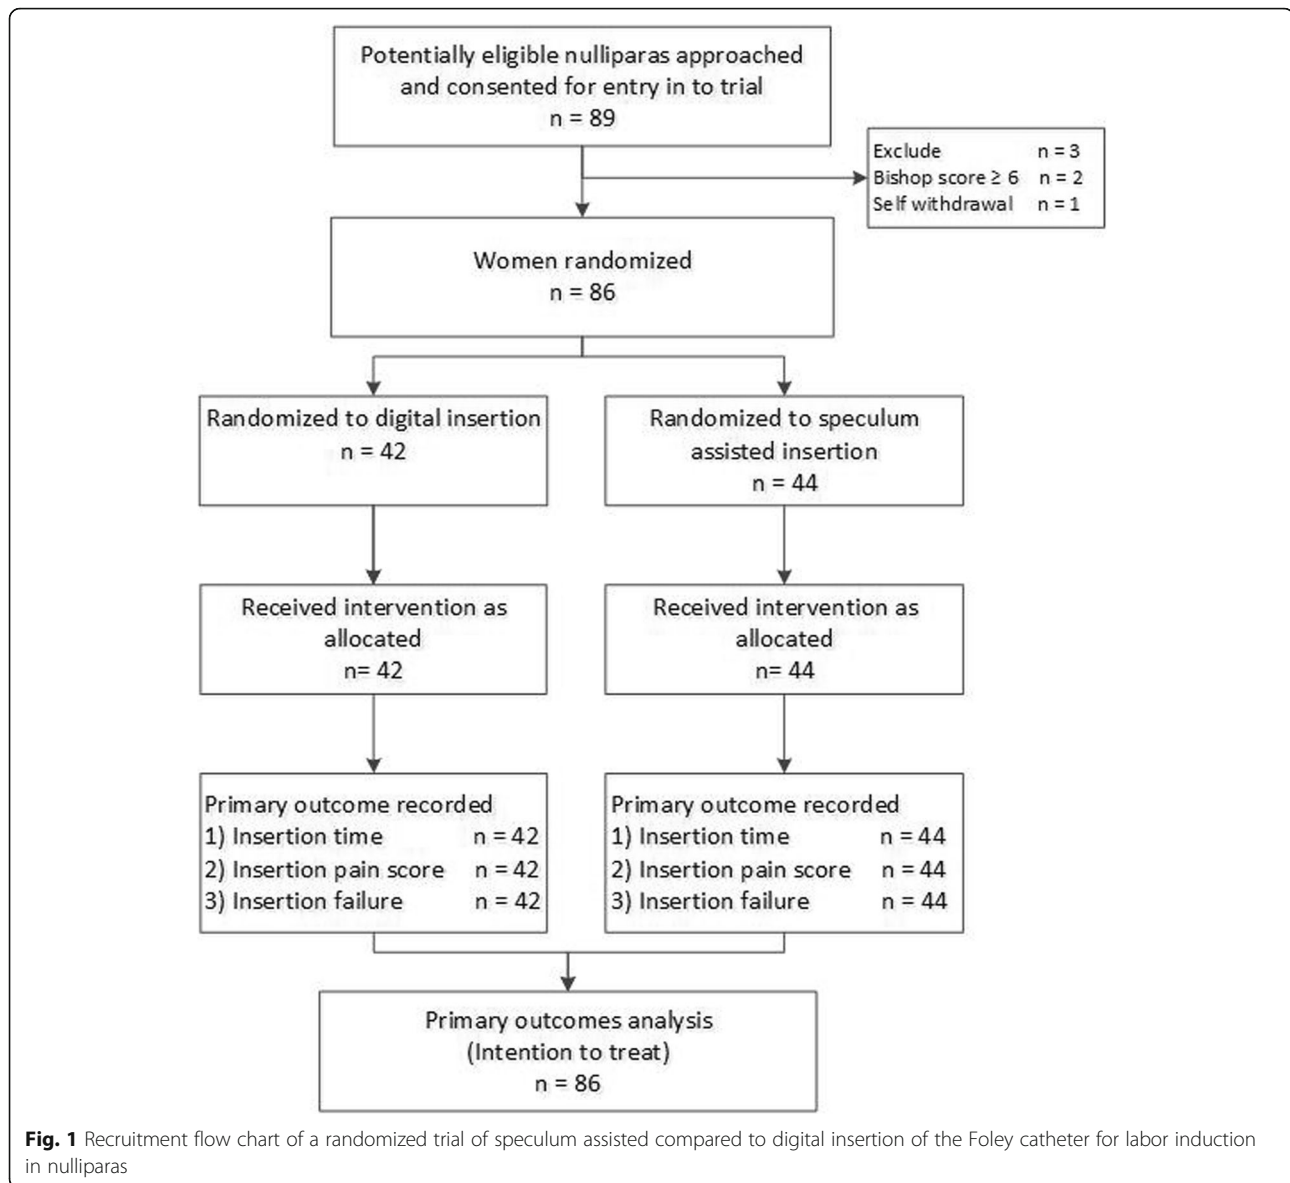 Potentially eligible nulliparas approached
and consented for entry in to trial
n = 89
Exclude n = 3
Bishop score ≥ 6 n = 2
Self withdrawal n = 1
Women randomized
n = 86
Randomized to digital insertion
n = 42
Randomized to speculum
assisted insertion
n = 44
Received intervention as
allocated
n= 42
Received intervention as
allocated
n= 44
Primary outcome recorded
1) Insertion time n = 42
2) Insertion pain score n = 42
3) Insertion failure n = 42
Primary outcome recorded
1) Insertion time n = 44
2) Insertion pain score n = 44
3) Insertion failure n = 44
Primary outcomes analysis
(Intention to treat)
n = 86
Fig. 1 Recruitment flow chart of a randomized trial of speculum assisted compared to digital insertion of the Foley catheter for labor induction
in nulliparas